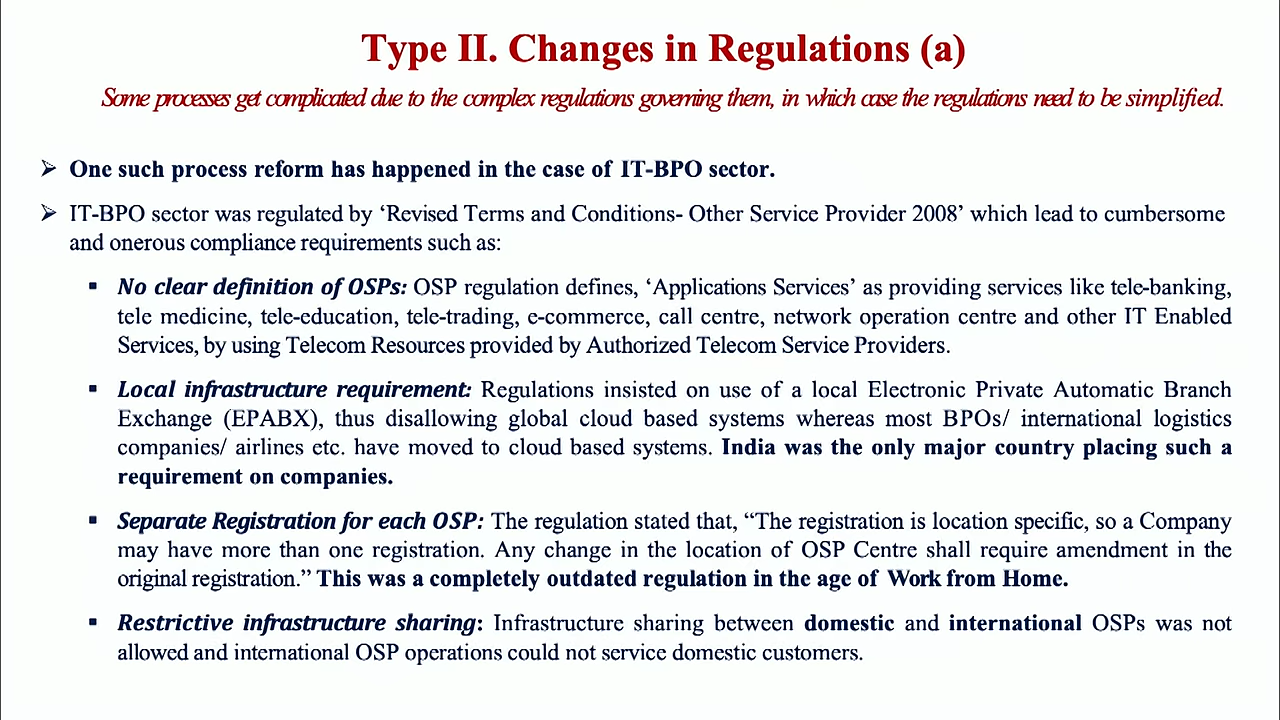 Type II. Changes in Regulations (a)
Some processes get complicated due to the complex regulations governing them, in which case the regulations need to be simplified.
➢ One such process reform has happened in the case of IT-BPO sector.
➢ IT-BPO sector was regulated by ‘Revised Terms and Conditions- Other Service Provider 2008’ which lead to cumbersome
and onerous compliance requirements such as:
▪ No clear definition of OSPs: OSP regulation defines, ‘Applications Services’ as providing services like tele-banking,
tele medicine, tele-education, tele-trading, e-commerce, call centre, network operation centre and other IT Enabled
Services, by using Telecom Resources provided by Authorized Telecom Service Providers.
▪ Local infrastructure requirement: Regulations insisted on use of a local Electronic Private Automatic Branch
Exchange (EPABX), thus disallowing global cloud based systems whereas most BPOs/ international logistics
companies/ airlines etc. have moved to cloud based systems. India was the only major country placing such a
requirement on companies.
▪ Separate Registration for each OSP: The regulation stated that, “The registration is location specific, so a Company
may have more than one registration. Any change in the location of OSP Centre shall require amendment in the
original registration.” This was a completely outdated regulation in the age of Work from Home.
▪ Restrictive infrastructure sharing: Infrastructure sharing between domestic and international OSPs was not
allowed and international OSP operations could not service domestic customers.